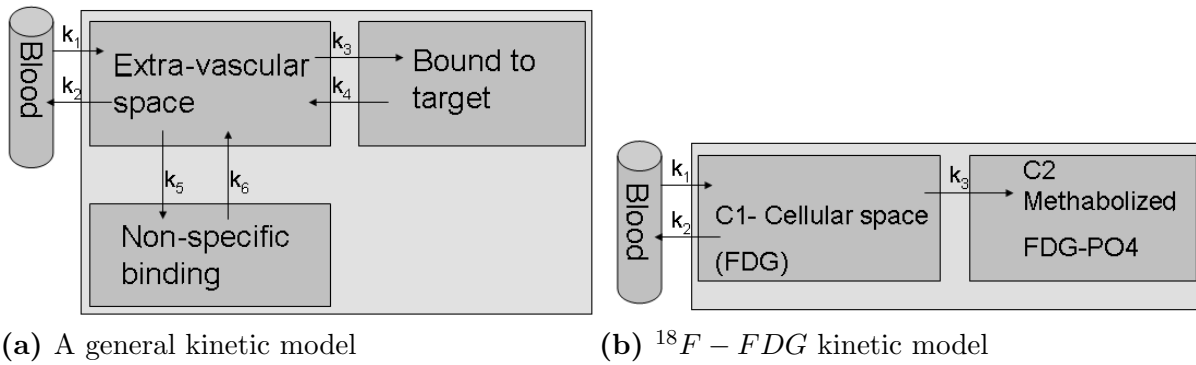 Blood
k₁
k₂
Extra-vascular
space
k₃
k₄
Bound to
target
k₅
k₆
Non-specific
binding
(a) A general kinetic model
Blood
k₁
k₂
C1- Cellular space
(FDG)
k₃
C2
Methabolized
FDG-PO4
(b) ¹⁸F − FDG kinetic model